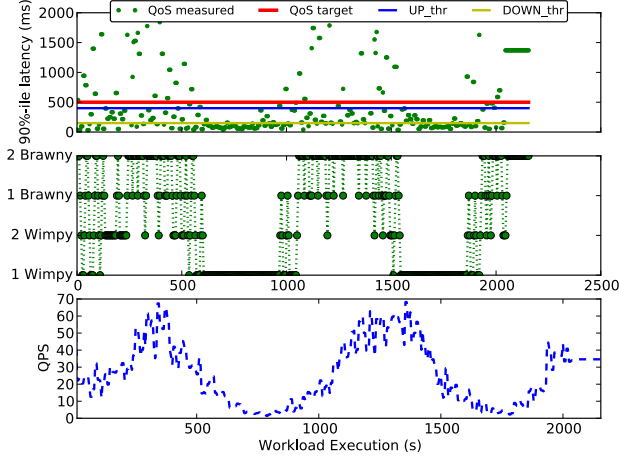 QoS measured QoS target UP_thr DOWN_thr
90%-ile latency (ms)
2000
1500
1000
500
0
2 Brawny
1 Brawny
2 Wimpy
1 Wimpy
0 500 1000 1500 2000 2500
QPS
70
60
50
40
30
20
10
0
500 1000 1500 2000
Workload Execution (s)